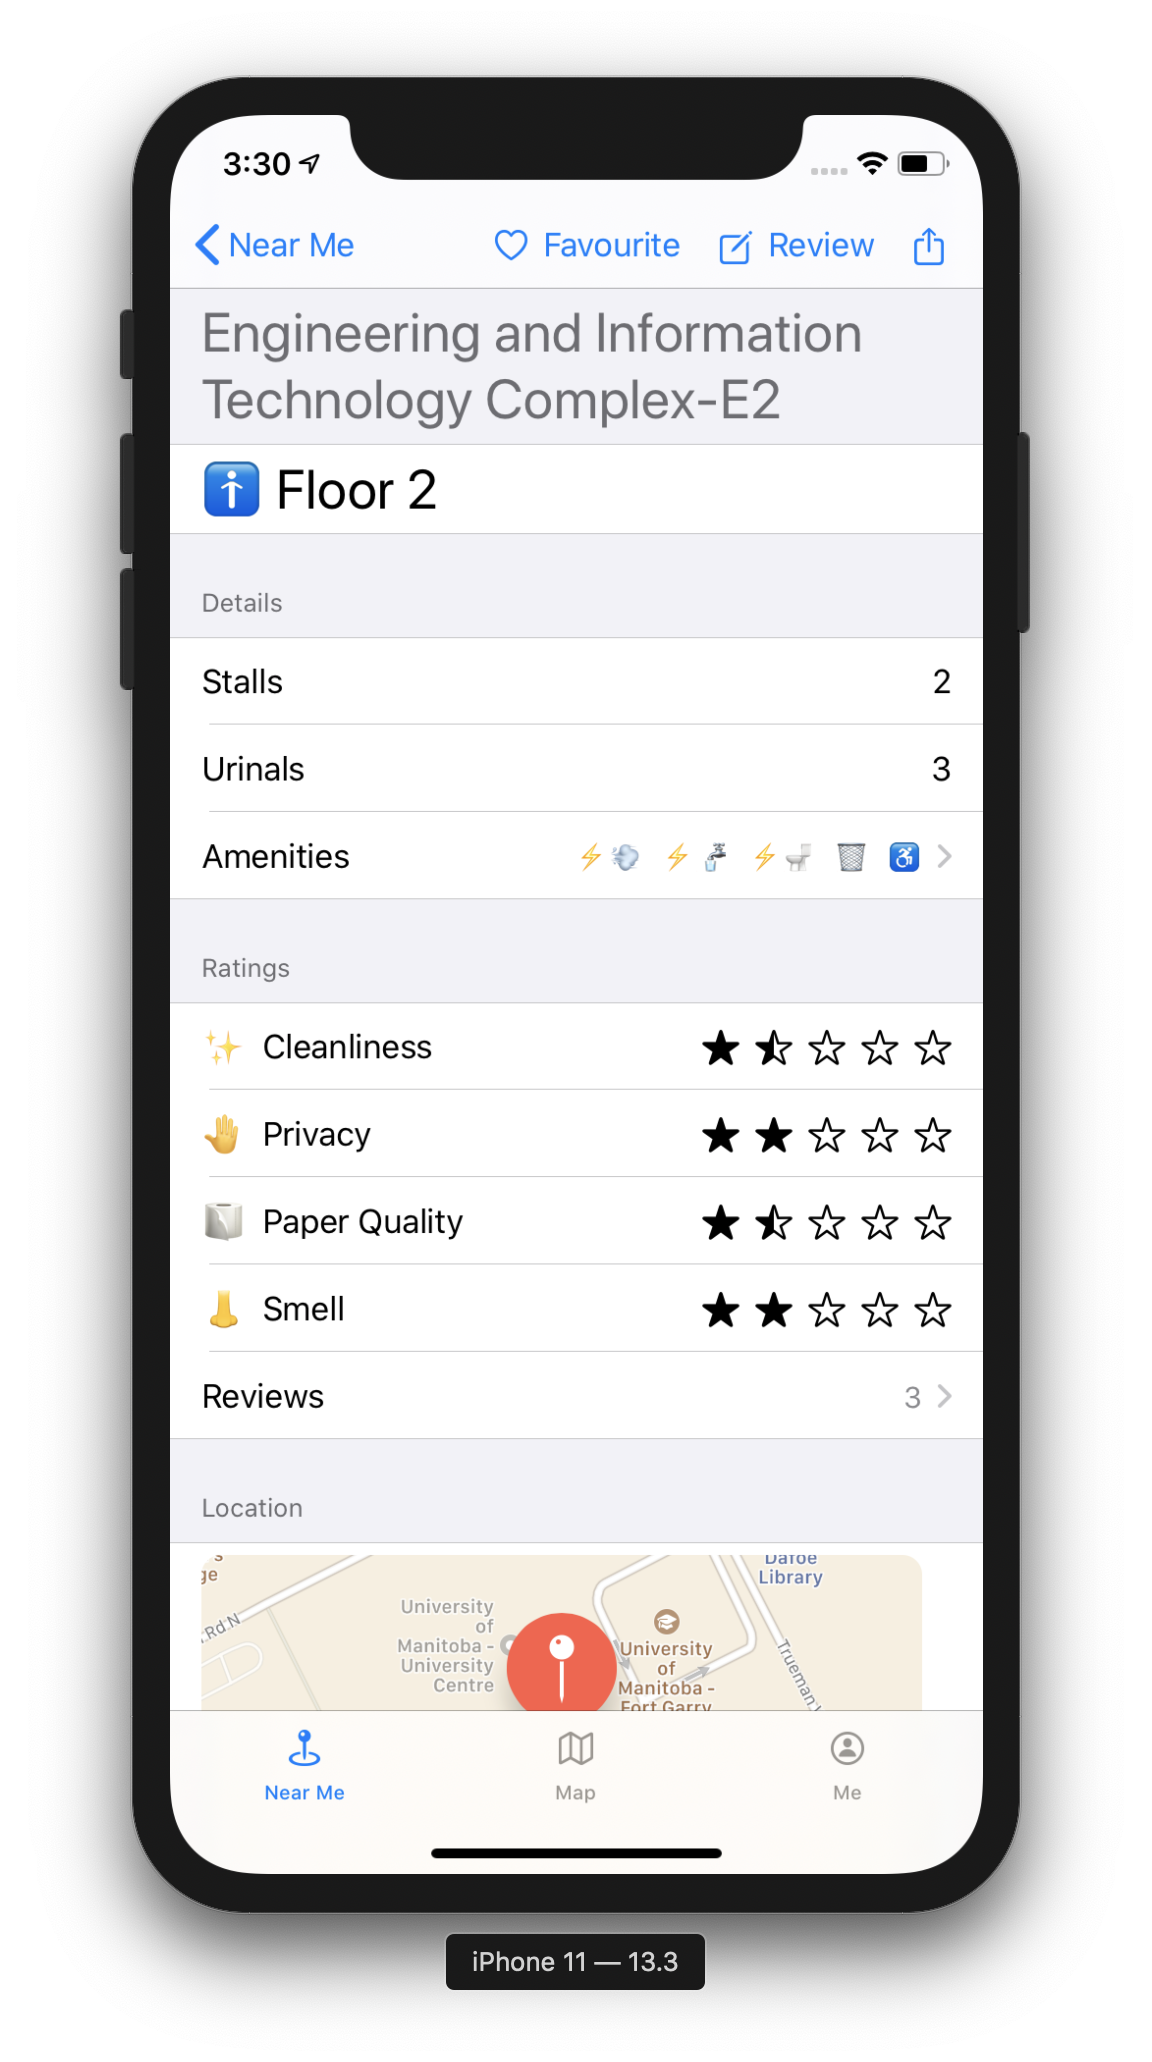 3:30
Near Me
Favourite
Review
Engineering and Information
Technology Complex-E2
Floor 2
Details
Stalls
2
Urinals
3
Amenities
Ratings
Cleanliness
Privacy
Paper Quality
Smell
Reviews
3
Location
ge
Rd N
University
of
Manitoba -
University
Centre
University
of
Manitoba -
Fort Garry
Dafoe
Library
Trueman
Near Me
Map
Me
iPhone 11 — 13.3